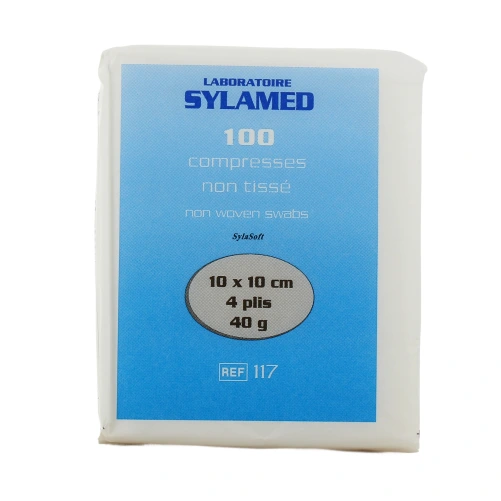 LABORATOIRE
SYLAMED
100
compresses
non tissé
non woven swabs
SylaSoft
10 x 10 cm
4 plis
40 g
REF 117